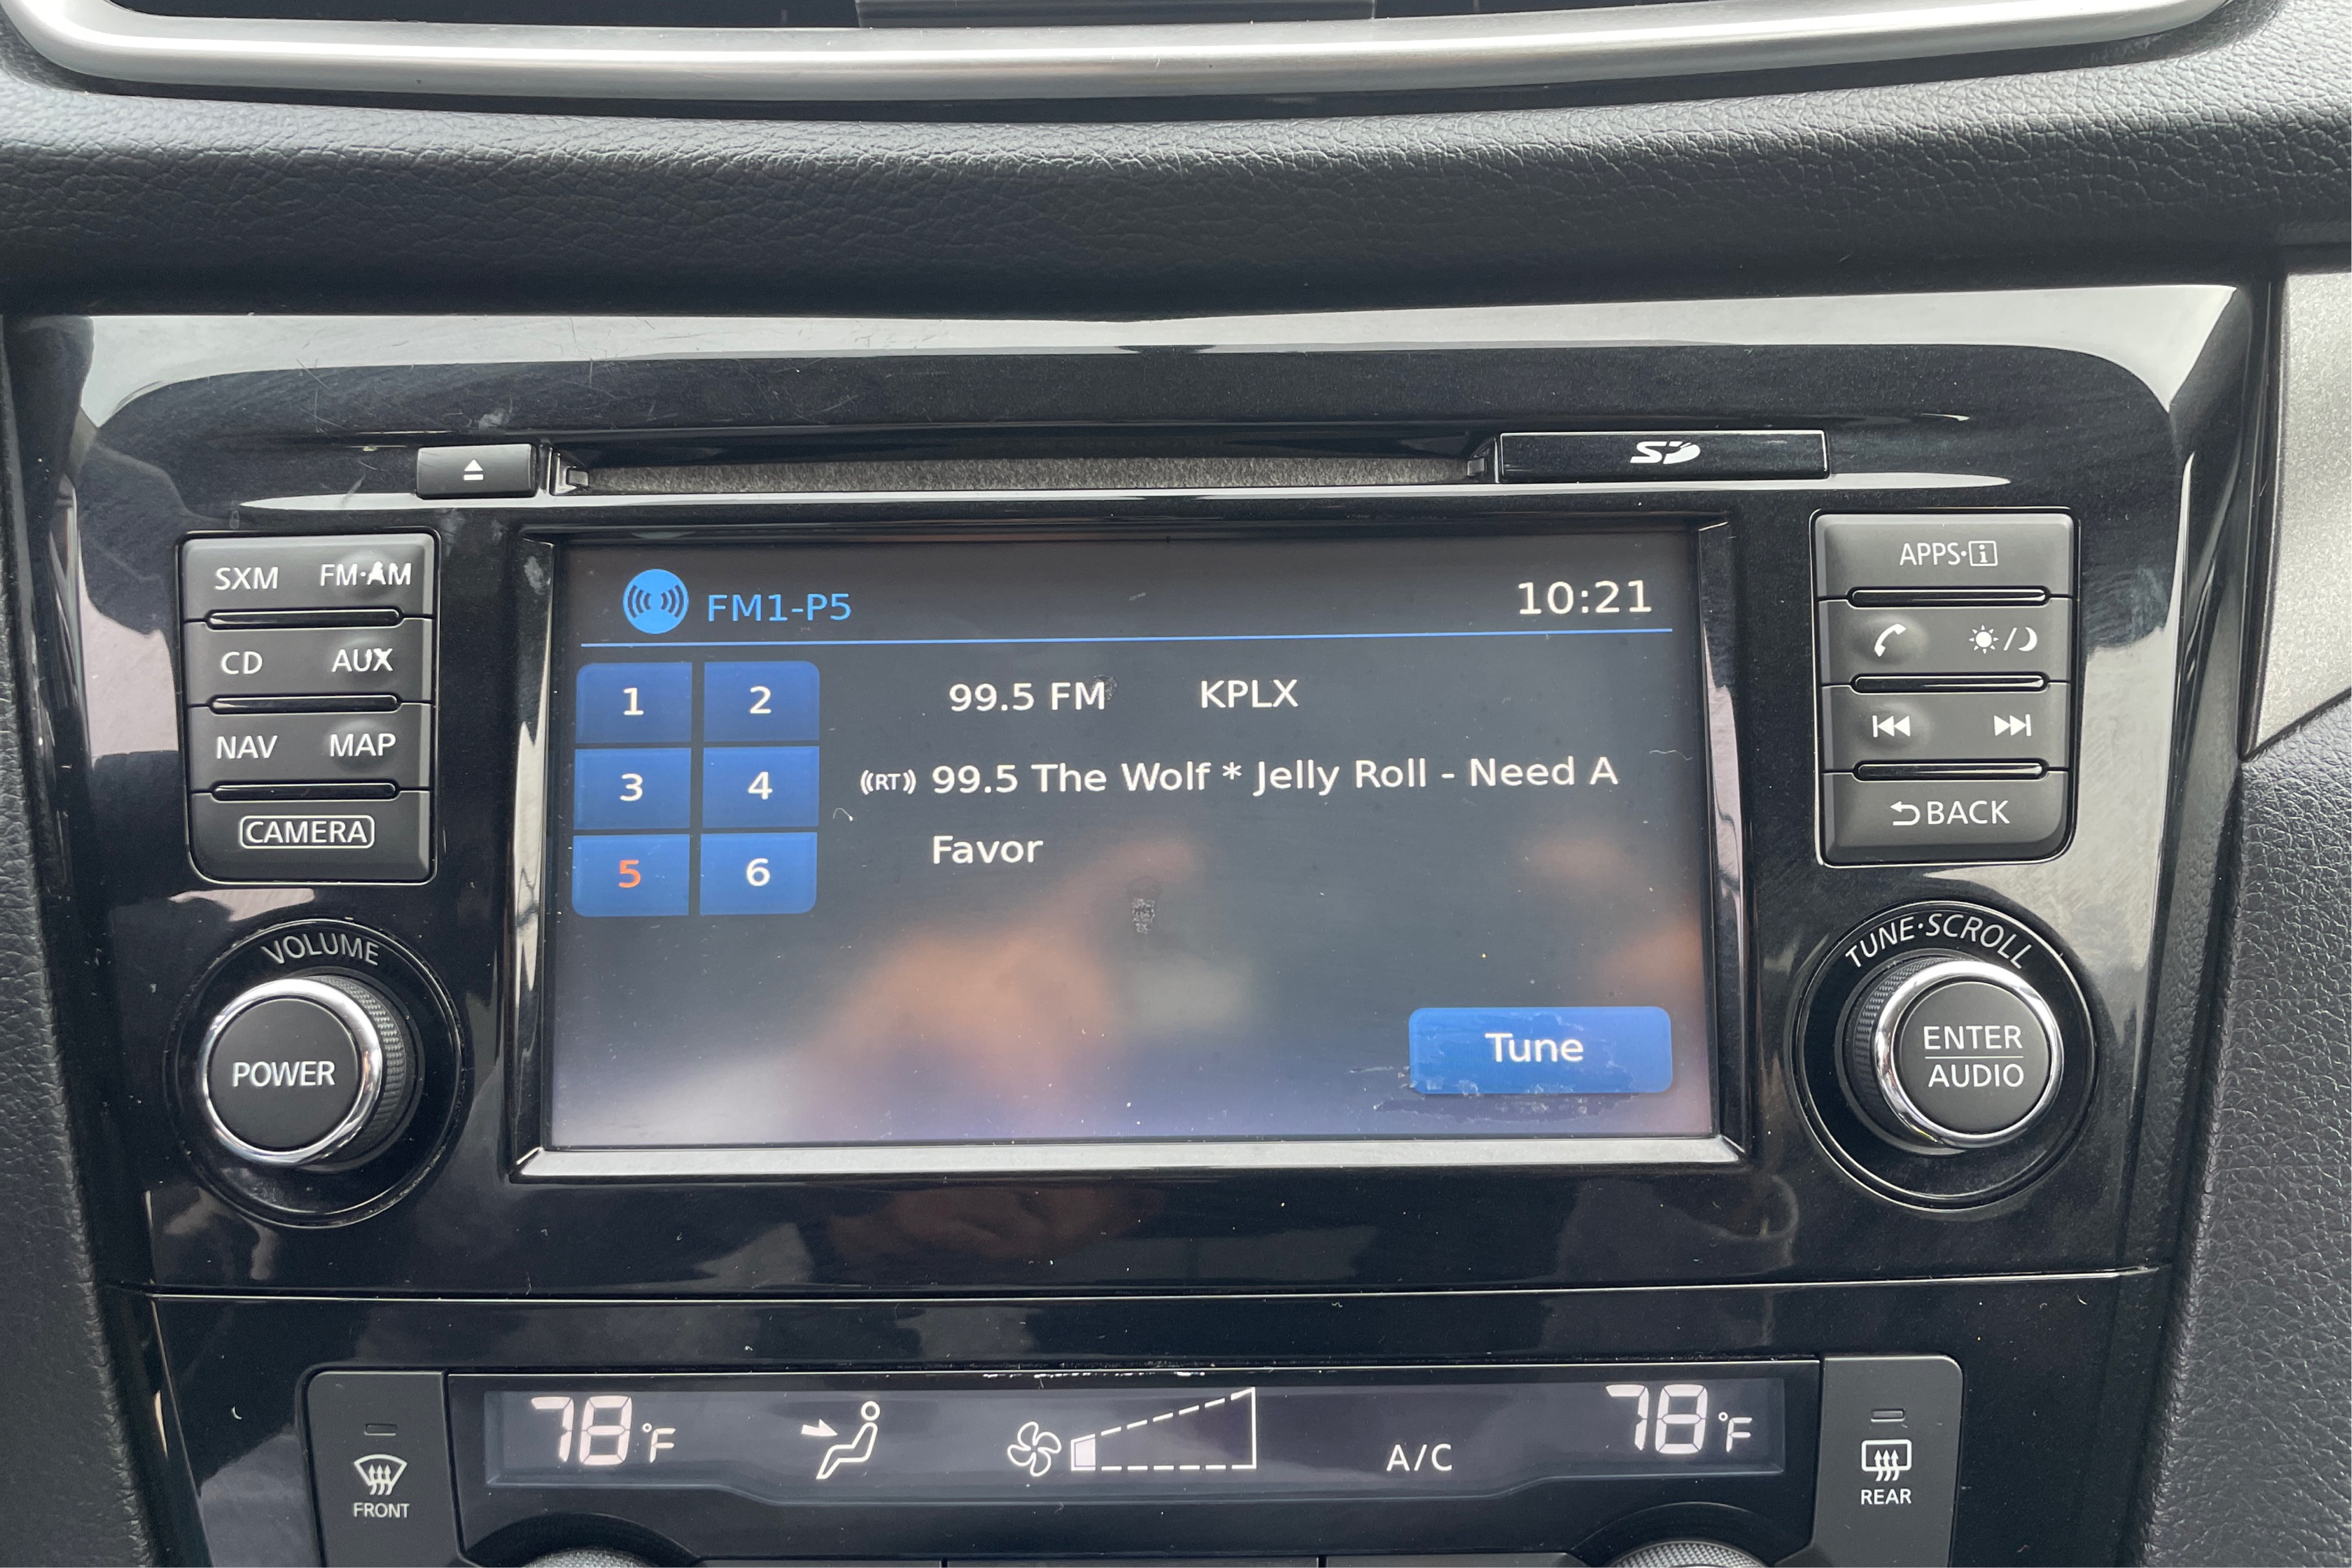 SD
SXM FM·AM
CD AUX
NAV MAP
CAMERA
VOLUME
POWER
FM1-P5 10:21
1 2
3 4
5 6
99.5 FM KPLX
((RT)) 99.5 The Wolf * Jelly Roll - Need A
Favor
Tune
APPS·i
BACK
TUNE·SCROLL
ENTER
AUDIO
FRONT
78°F A/C 78°F
REAR